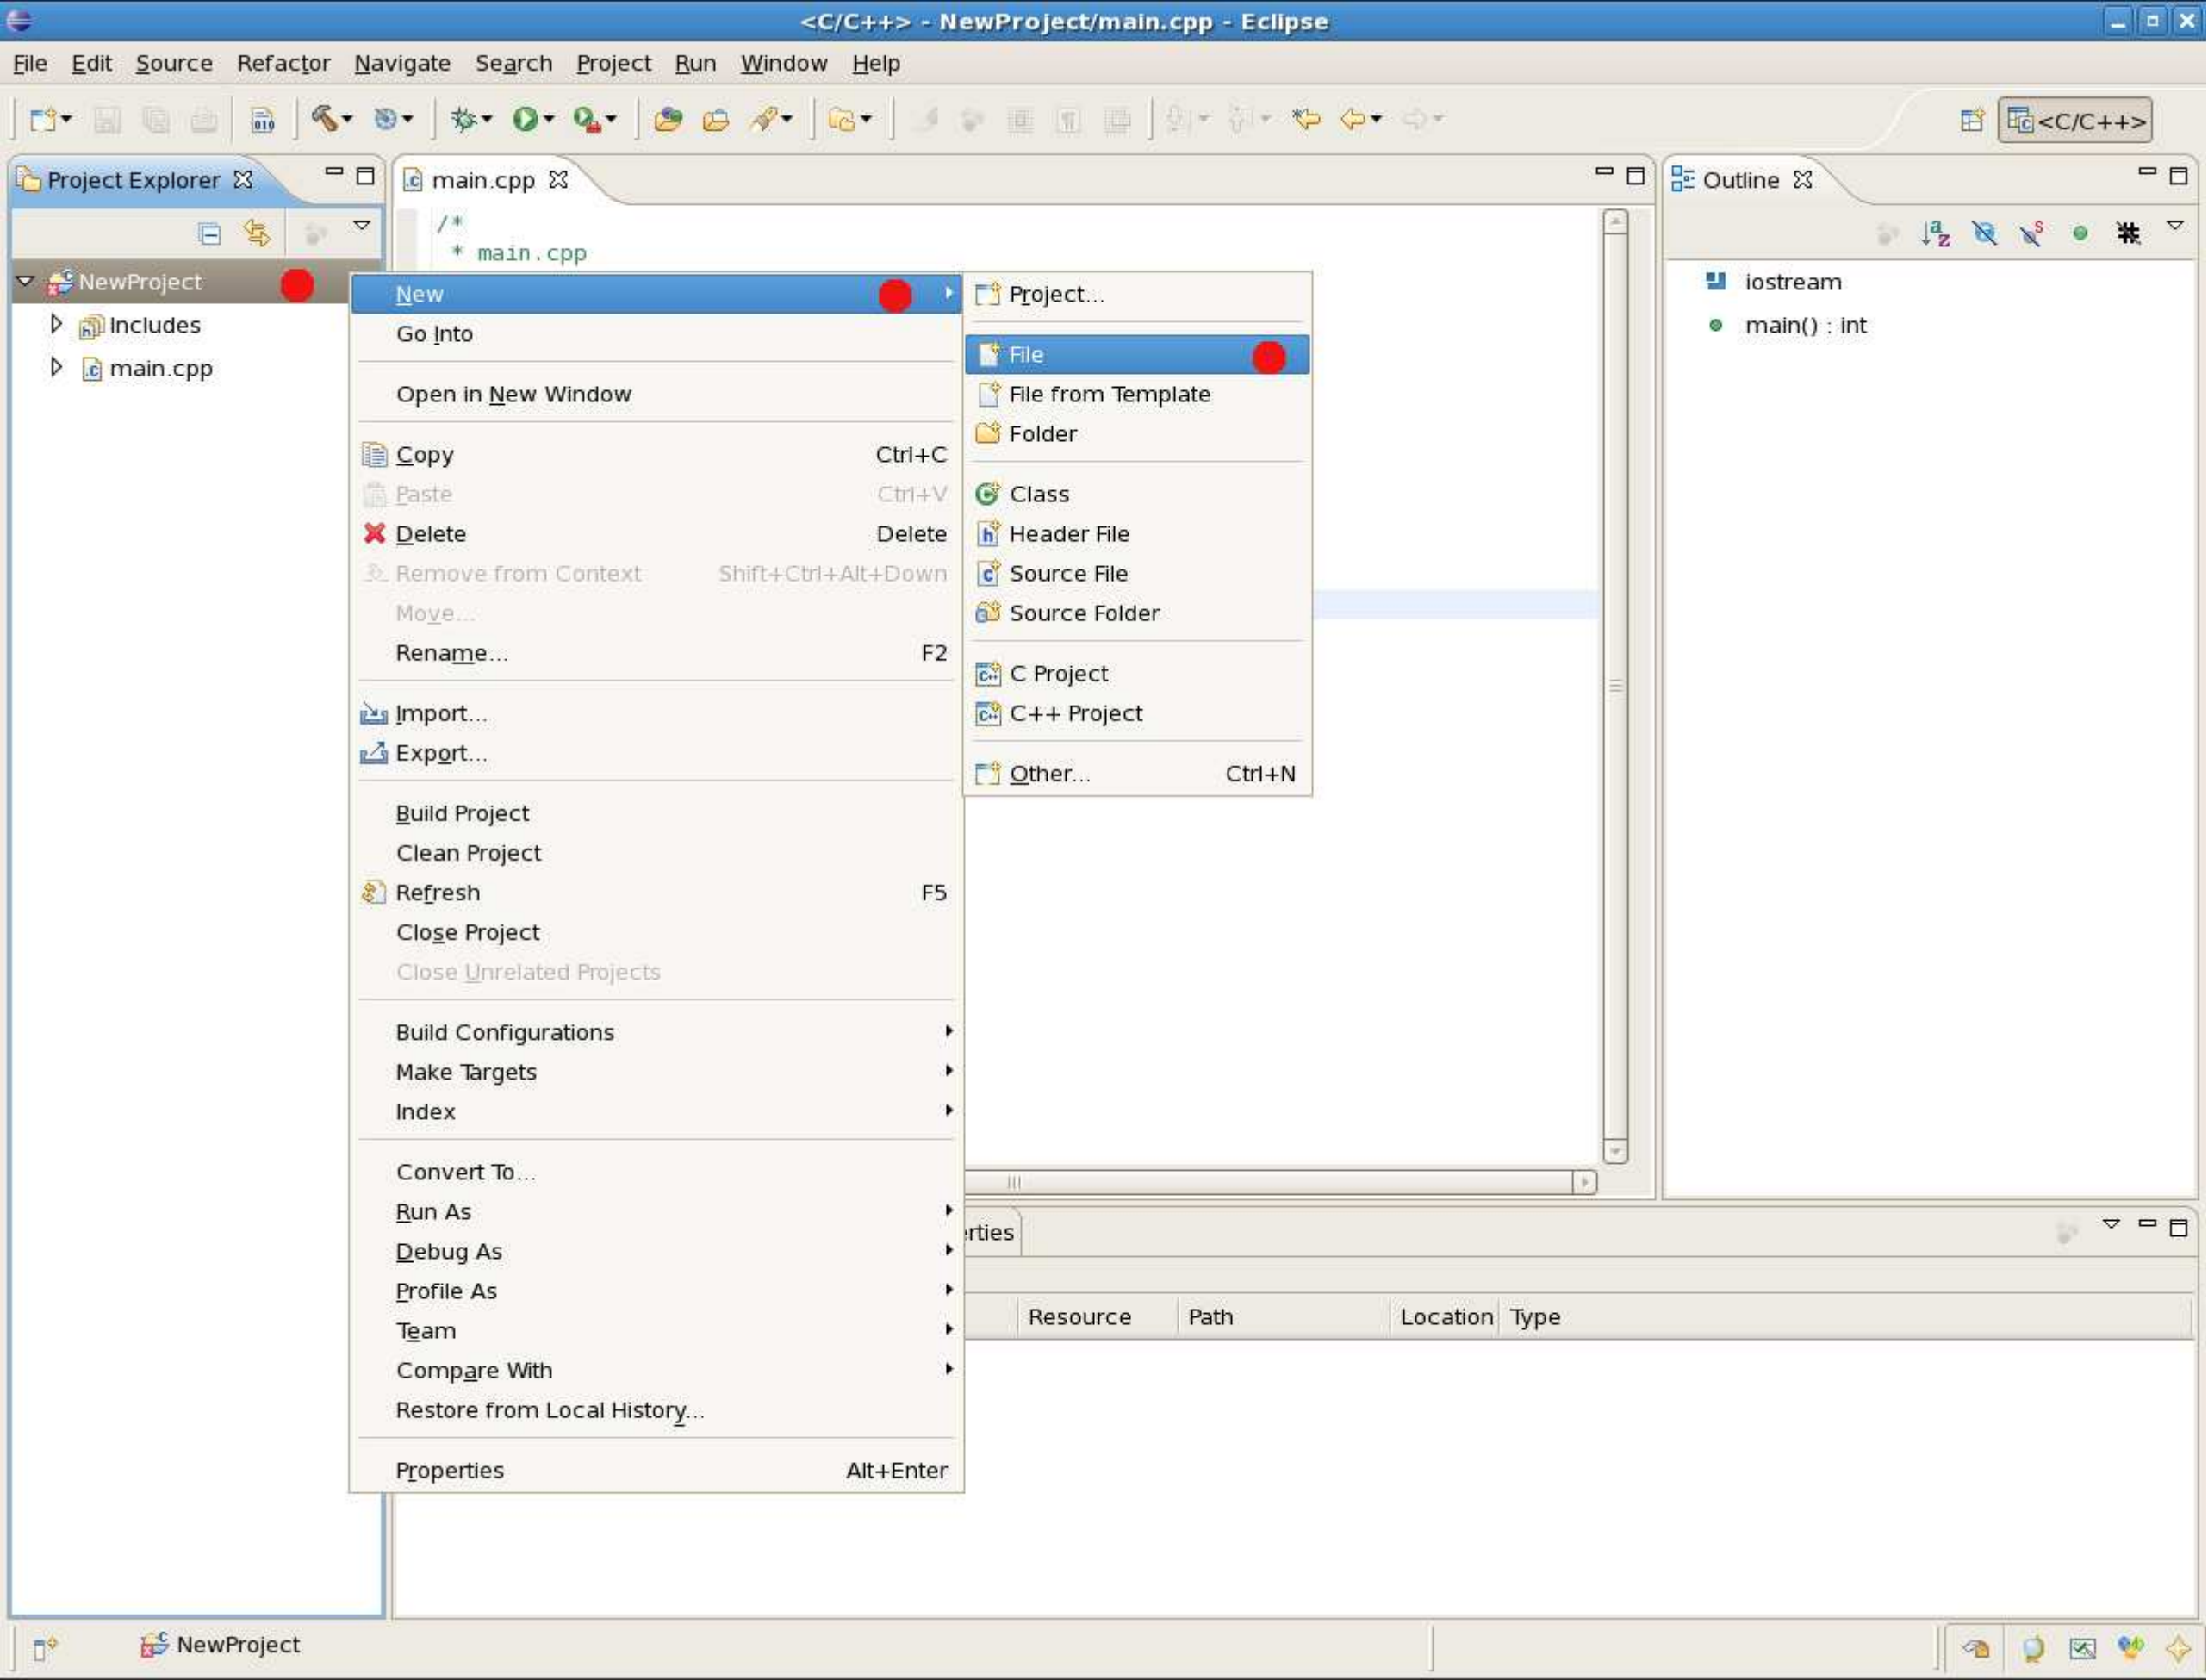 <C/C++> - NewProject/main.cpp - Eclipse
File Edit Source Refactor Navigate Search Project Run Window Help
010
<C/C++>
Project Explorer
main.cpp
Outline
/*
* main.cpp
NewProject
Includes
main.cpp
New
Go Into
Open in New Window
Copy Ctrl+C
Paste Ctrl+V
Delete Delete
Remove from Context Shift+Ctrl+Alt+Down
Move...
Rename... F2
Import...
Export...
Build Project
Clean Project
Refresh F5
Close Project
Close Unrelated Projects
Build Configurations
Make Targets
Index
Convert To...
Run As
Debug As
Profile As
Team
Compare With
Restore from Local History...
Properties Alt+Enter
Project...
File
File from Template
Folder
Class
Header File
Source File
Source Folder
C Project
C++ Project
Other... Ctrl+N
iostream
main() : int
erties
Resource Path Location Type
NewProject